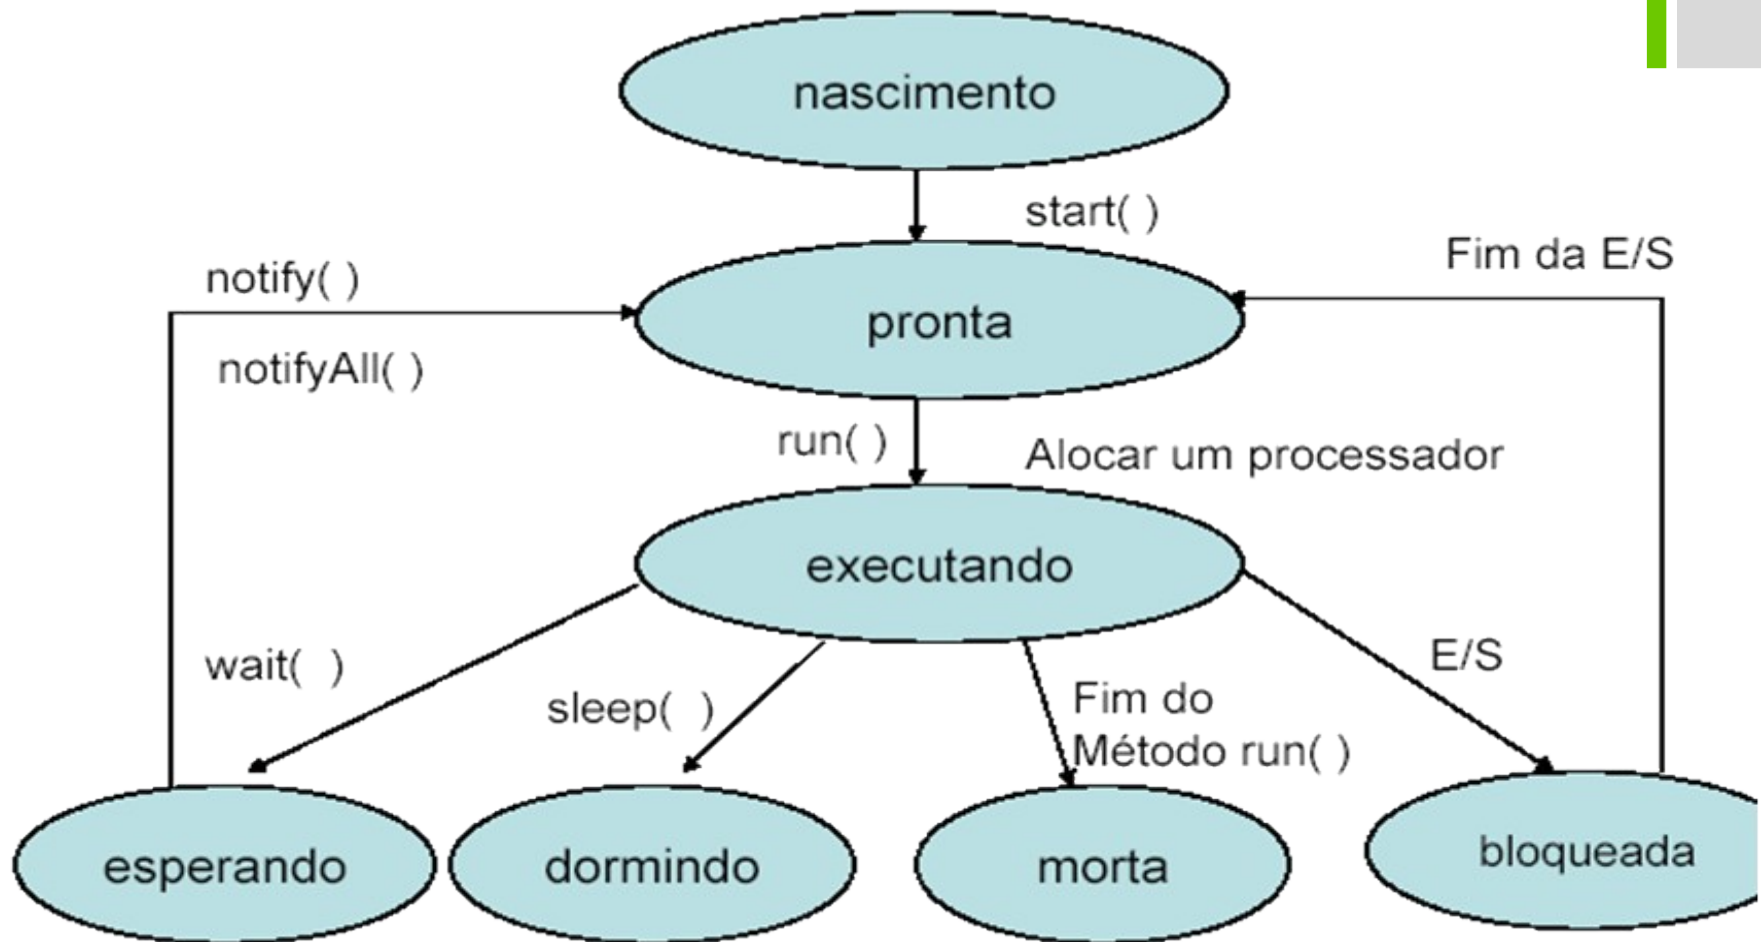 nascimento
start( )
notify( )
Fim da E/S
pronta
notifyAll( )
run( )
Alocar um processador
executando
wait(  )
sleep(  )
E/S
Fim do
Método run( )
esperando
dormindo
morta
bloqueada